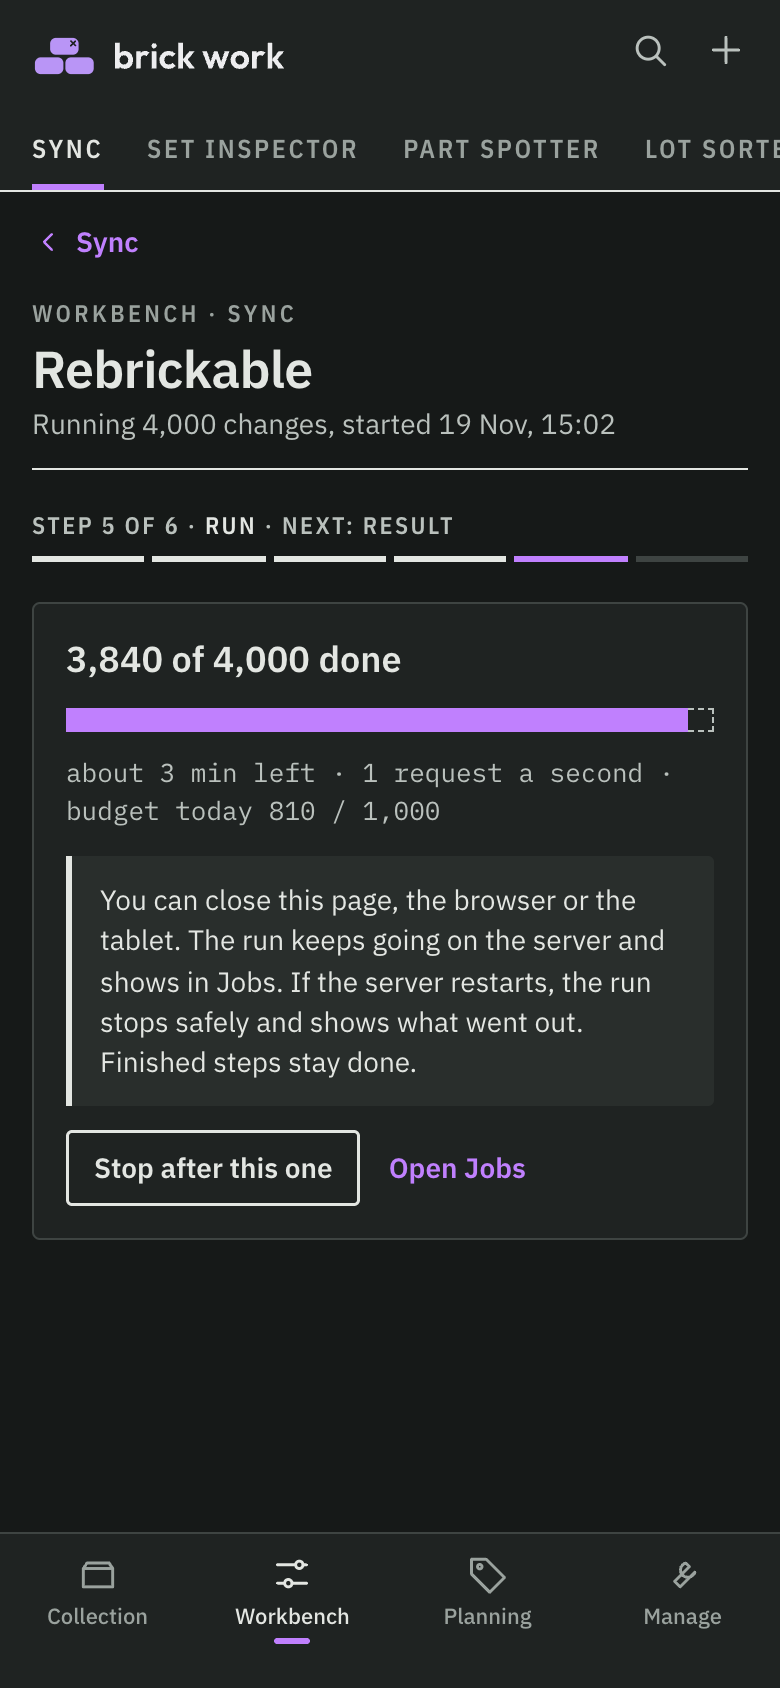 brick work
SYNC SET INSPECTOR PART SPOTTER LOT SORTE
Sync
WORKBENCH · SYNC
Rebrickable
Running 4,000 changes, started 19 Nov, 15:02
STEP 5 OF 6 · RUN · NEXT: RESULT
3,840 of 4,000 done
about 3 min left · 1 request a second ·
budget today 810 / 1,000
You can close this page, the browser or the
tablet. The run keeps going on the server and
shows in Jobs. If the server restarts, the run
stops safely and shows what went out.
Finished steps stay done.
Stop after this one Open Jobs
Collection Workbench Planning Manage